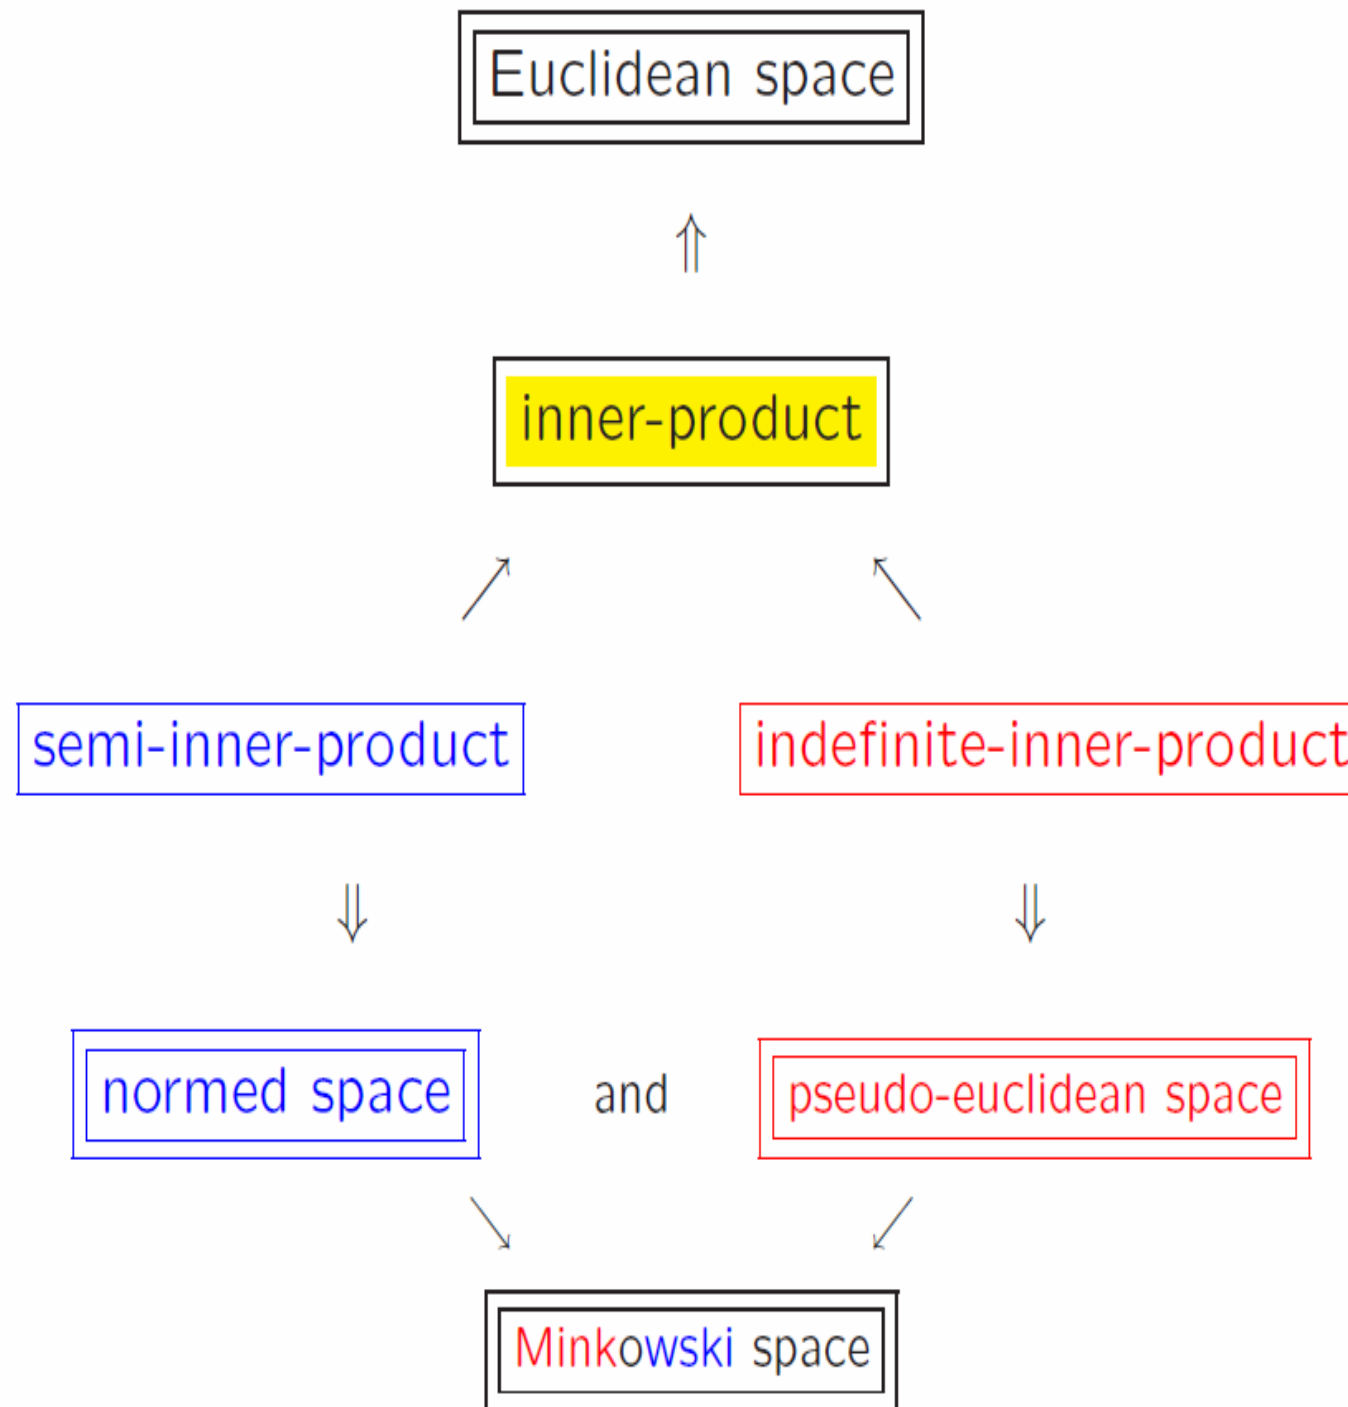 Euclidean space
⇑
inner-product
↗ ↖
semi-inner-product indefinite-inner-product
⇓ ⇓
normed space and pseudo-euclidean space
↘ ↙
Minkowski space